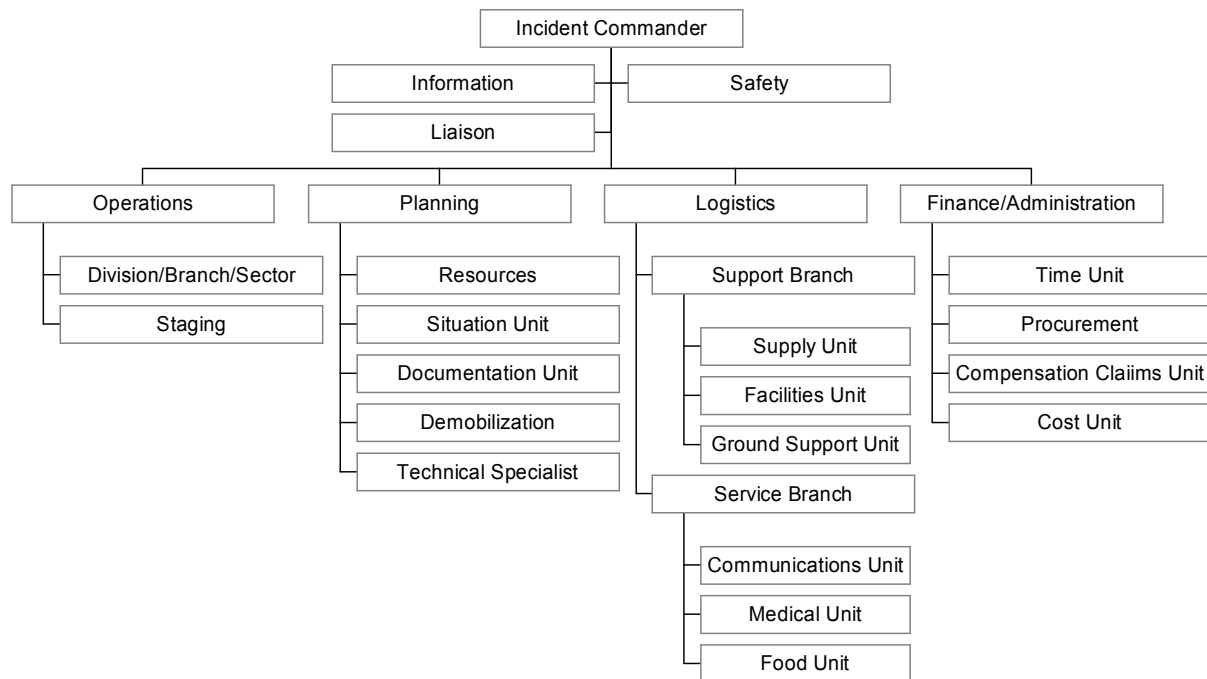 Incident Commander
Information
Safety
Liaison
Operations
Planning
Logistics
Finance/Administration
Division/Branch/Sector
Staging
Resources
Situation Unit
Documentation Unit
Demobilization
Technical Specialist
Support Branch
Supply Unit
Facilities Unit
Ground Support Unit
Service Branch
Communications Unit
Medical Unit
Food Unit
Time Unit
Procurement
Compensation Claiims Unit
Cost Unit